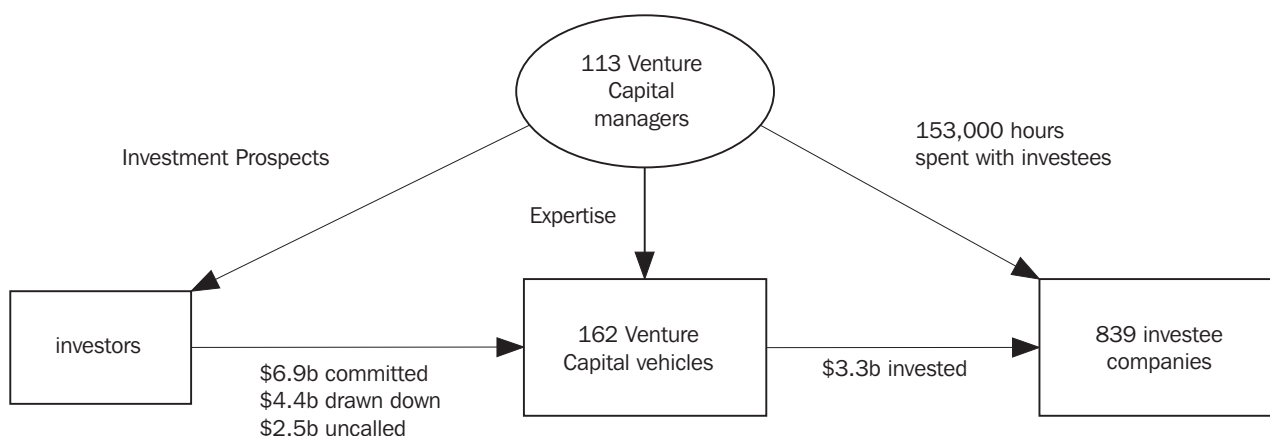 113 Venture
Capital
managers
Investment Prospects
153,000 hours
spent with investees
Expertise
investors
162 Venture
Capital vehicles
839 investee
companies
$6.9b committed
$4.4b drawn down
$2.5b uncalled
$3.3b invested